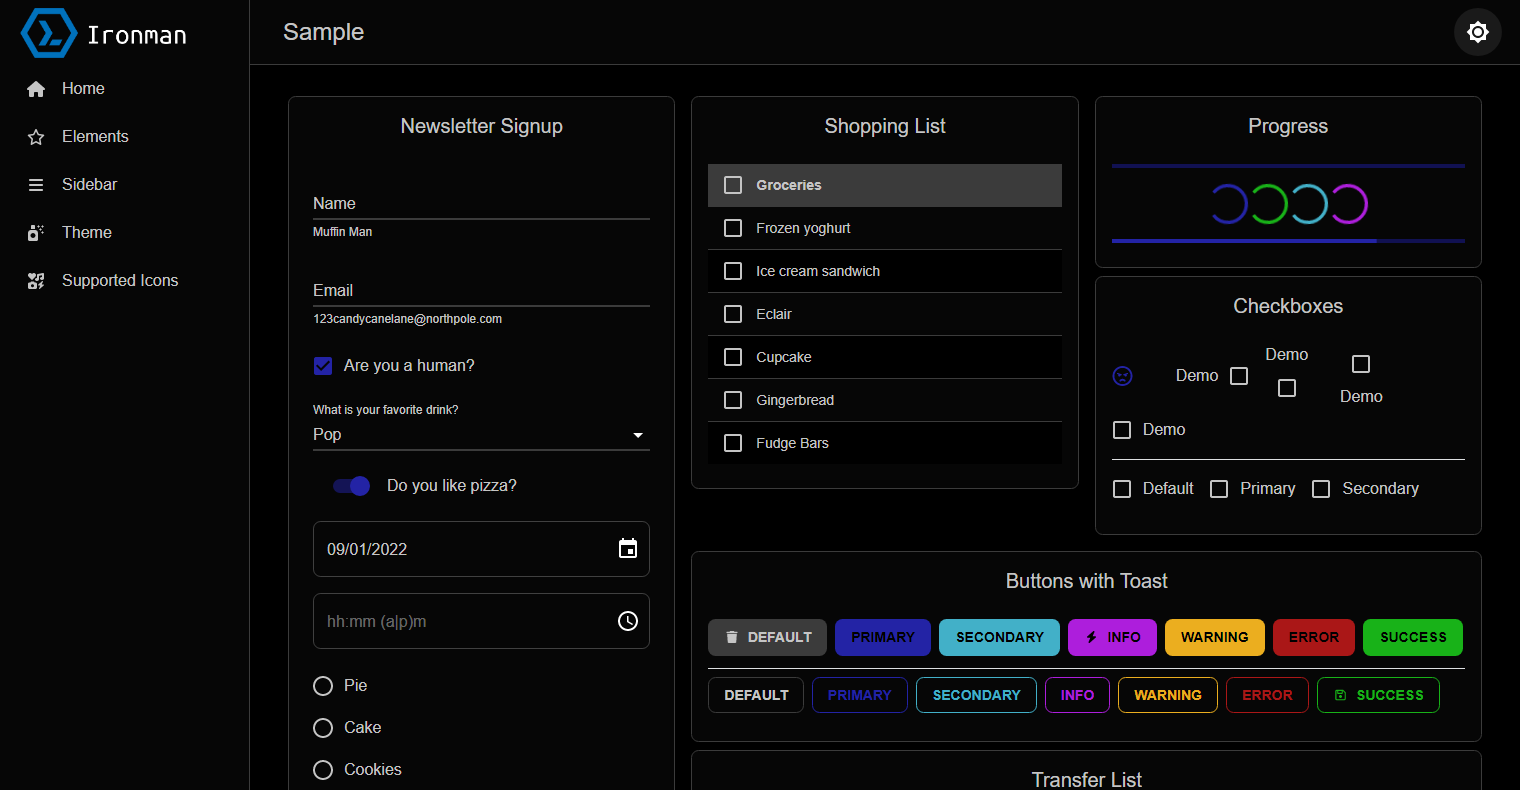 Ironman
Home
Elements
Sidebar
Theme
Supported Icons
Sample
Newsletter Signup
Name
Muffin Man
Email
123candycanelane@northpole.com
Are you a human?
What is your favorite drink?
Pop
Do you like pizza?
09/01/2022
hh:mm (a|p)m
Pie
Cake
Cookies
Shopping List
Groceries
Frozen yoghurt
Ice cream sandwich
Eclair
Cupcake
Gingerbread
Fudge Bars
Progress
Checkboxes
Demo
Demo
Demo
Demo
Default Primary Secondary
Buttons with Toast
DEFAULT PRIMARY SECONDARY INFO WARNING ERROR SUCCESS
DEFAULT PRIMARY SECONDARY INFO WARNING ERROR SUCCESS
Transfer List